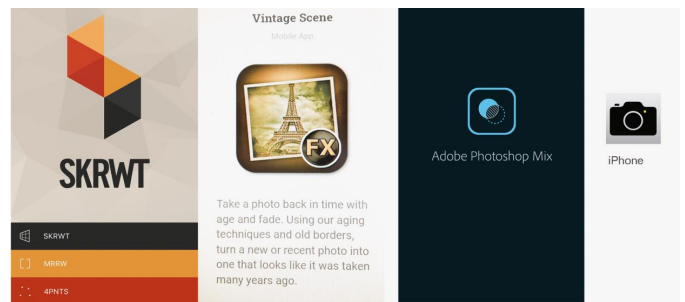 SKRWT
SKRWT
MRRW
4PNTS
Vintage Scene
Mobile App
FX
Take a photo back in time with
age and fade. Using our aging
techniques and old borders,
turn a new or recent photo into
one that looks like it was taken
many years ago.
Adobe Photoshop Mix
iPhone